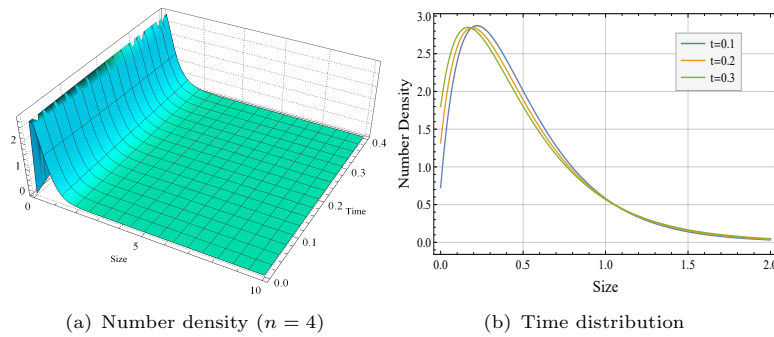 2
1
0
0
5
10
Size
0.0
0.1
0.2
0.3
0.4
Time
3.0
2.5
2.0
1.5
1.0
0.5
0.0
Number Density
t=0.1
t=0.2
t=0.3
0.0 0.5 1.0 1.5 2.0
Size
(a) Number density (n = 4)
(b) Time distribution